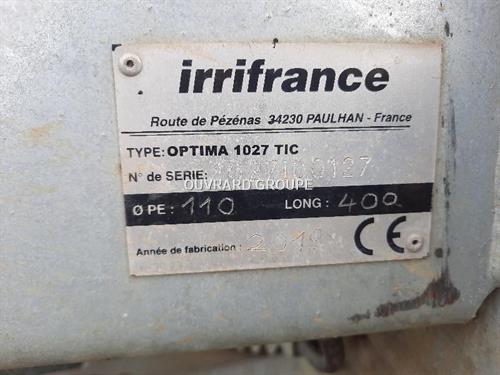 irrifrance
Route de Pézénas 34230 PAULHAN - France
TYPE: OPTIMA 1027 TIC
N° de SERIE:
OUVRARD GROUPE
Ø PE : 110 LONG : 400
Année de fabrication :
CE